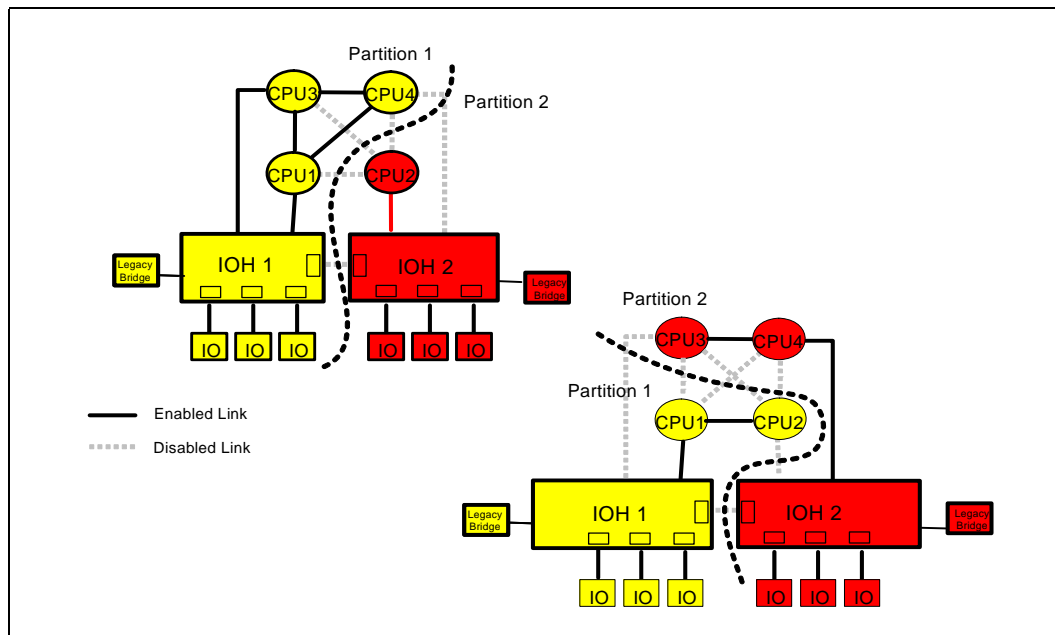 Partition 1
CPU3
CPU4
Partition 2
CPU1
CPU2
Legacy
Bridge
IOH 1
IOH 2
Legacy
Bridge
IO
IO
IO
IO
IO
IO
Partition 2
CPU3
CPU4
Partition 1
CPU1
CPU2
Enabled Link
Disabled Link
Legacy
Bridge
IOH 1
IOH 2
Legacy
Bridge
IO
IO
IO
IO
IO
IO